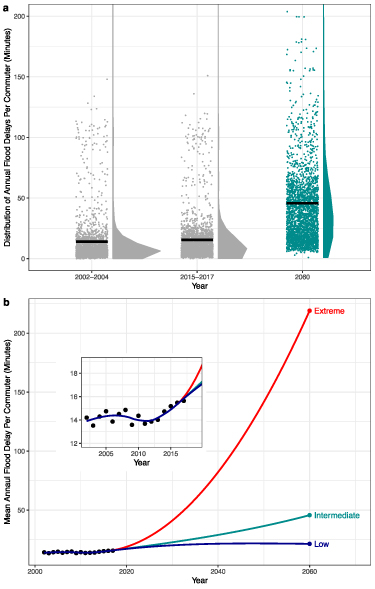 a
Distribution of Annual Flood Delays Per Commuter (Minutes)
200
150
100
50
0
2002–2004
2015–2017
2060
Year
b
Mean Annual Flood Delay Per Commuter (Minutes)
200
150
100
50
Extreme
Intermediate
Low
18
16
14
12
2005
2010
2015
Year
2000
2020
2040
2060
Year